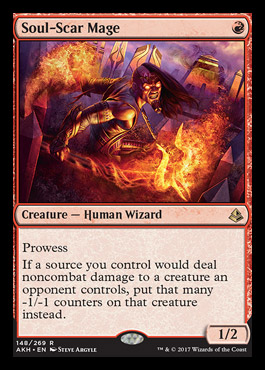 Soul-Scar Mage
Creature — Human Wizard
Prowess
If a source you control would deal
noncombat damage to a creature an
opponent controls, put that many
-1/-1 counters on that creature
instead.
1/2
148/269 R
AKH • EN Steve Argyle
™ & © 2017 Wizards of the Coast